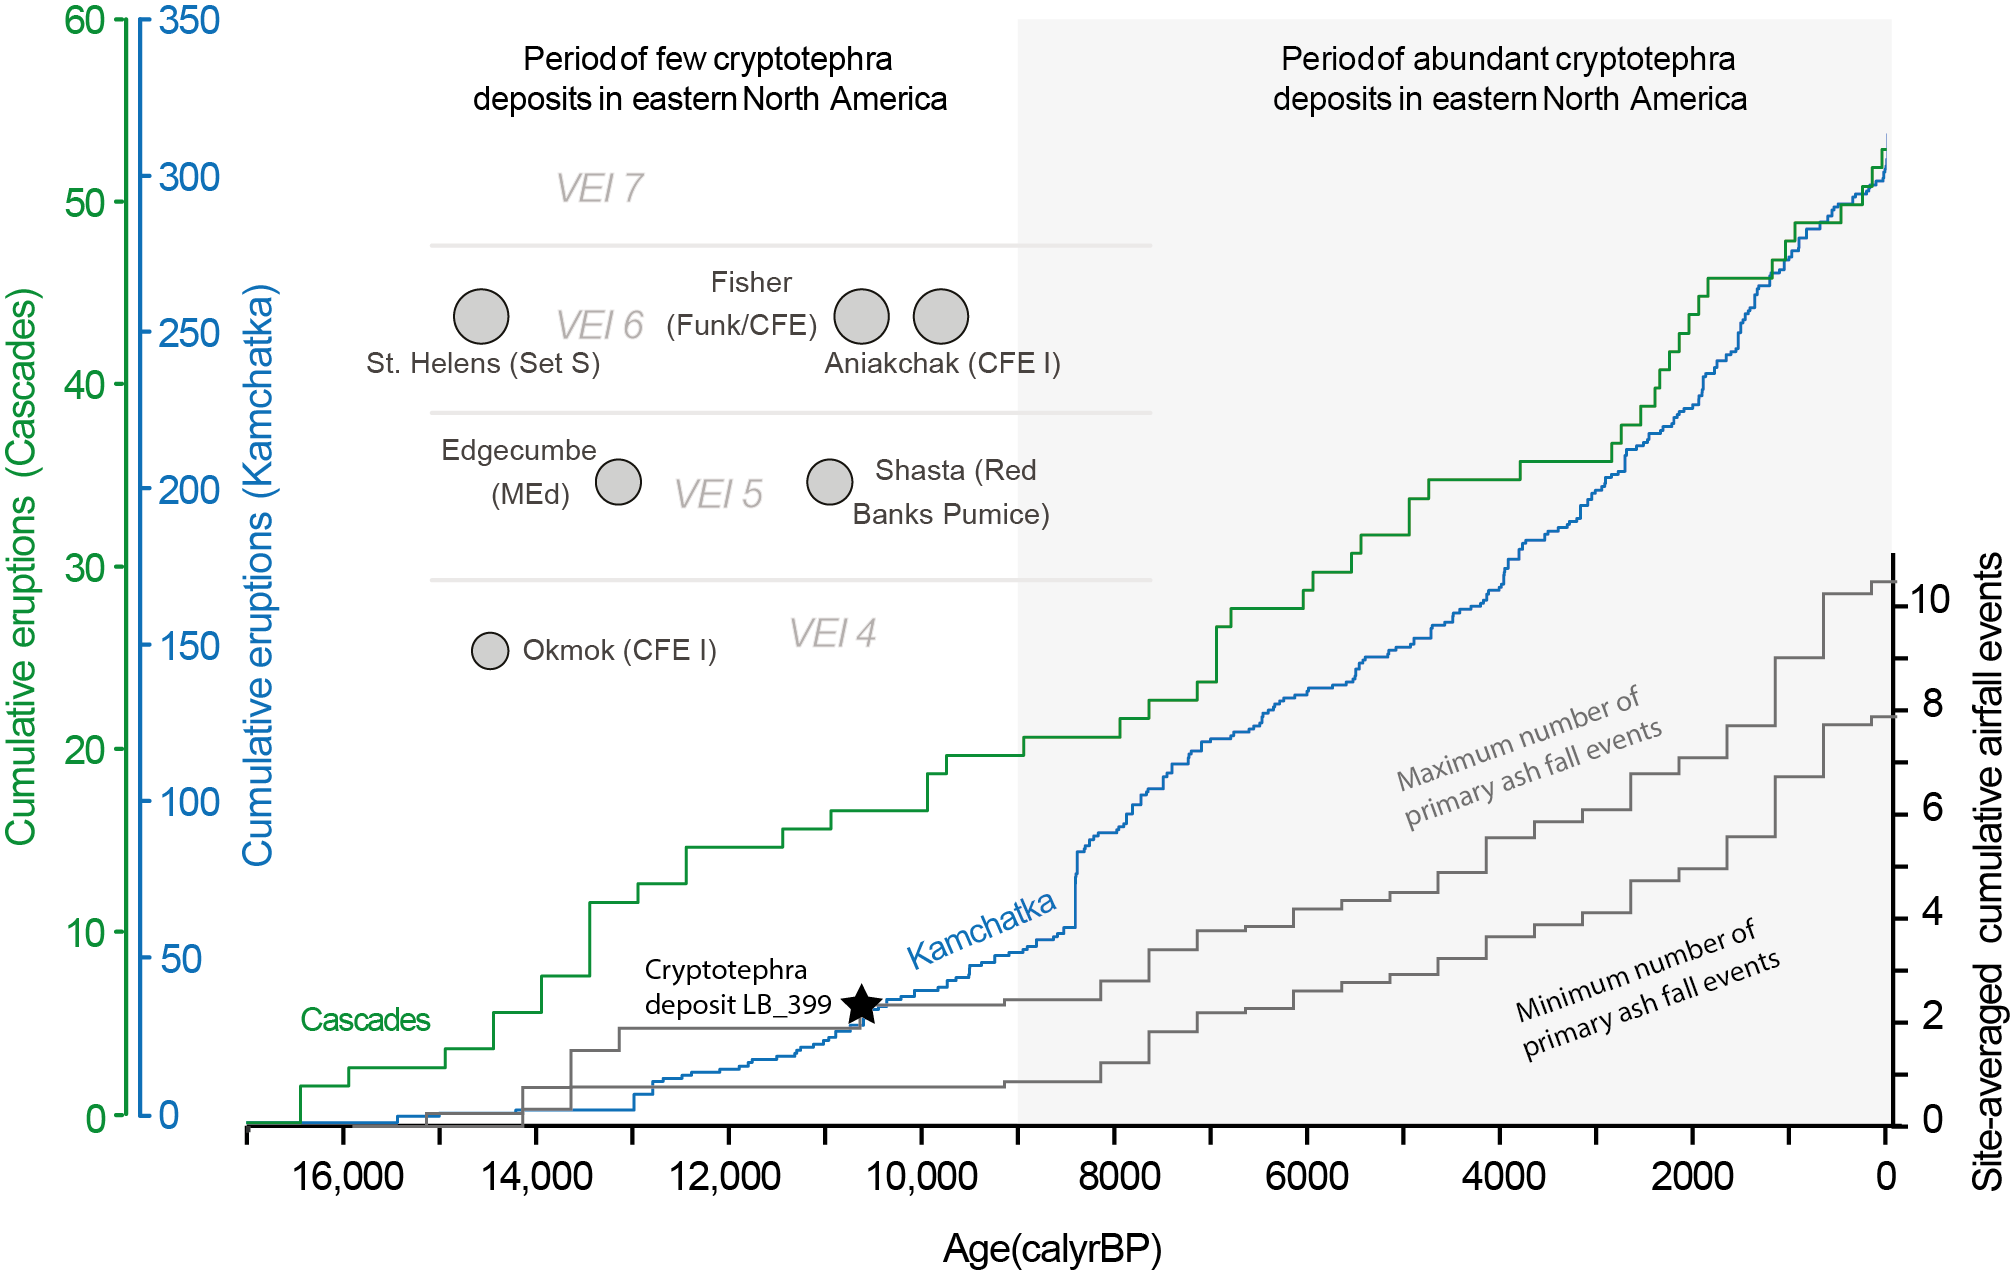 60
50
40
30
20
10
0
Cumulative eruptions (Cascades)
350
300
250
200
150
100
50
0
Cumulative eruptions (Kamchatka)
Period of few cryptotephra
deposits in eastern North America
Period of abundant cryptotephra
deposits in eastern North America
VEI 7
Fisher
(Funk/CFE)
VEI 6
St. Helens (Set S)
Aniakchak (CFE I)
Edgecumbe
(MEd)
VEI 5
Shasta (Red
Banks Pumice)
VEI 4
Okmok (CFE I)
Maximum number of
primary ash fall events
Minimum number of
primary ash fall events
Kamchatka
Cryptotephra
deposit LB_399
Cascades
10
8
6
4
2
0
Site-averaged cumulative airfall events
16,000
14,000
12,000
10,000
8000
6000
4000
2000
0
Age(calyrBP)